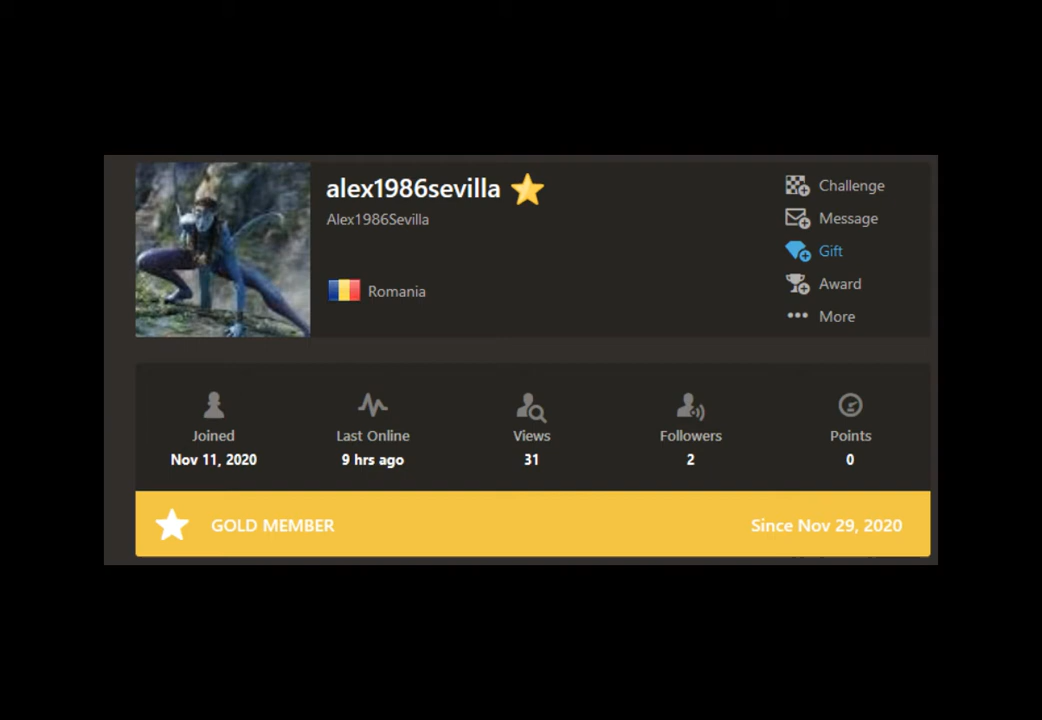 alex1986sevilla
Alex1986Sevilla
Romania
Challenge
Message
Gift
Award
More
Joined
Nov 11, 2020
Last Online
9 hrs ago
Views
31
Followers
2
Points
0
GOLD MEMBER
Since Nov 29, 2020